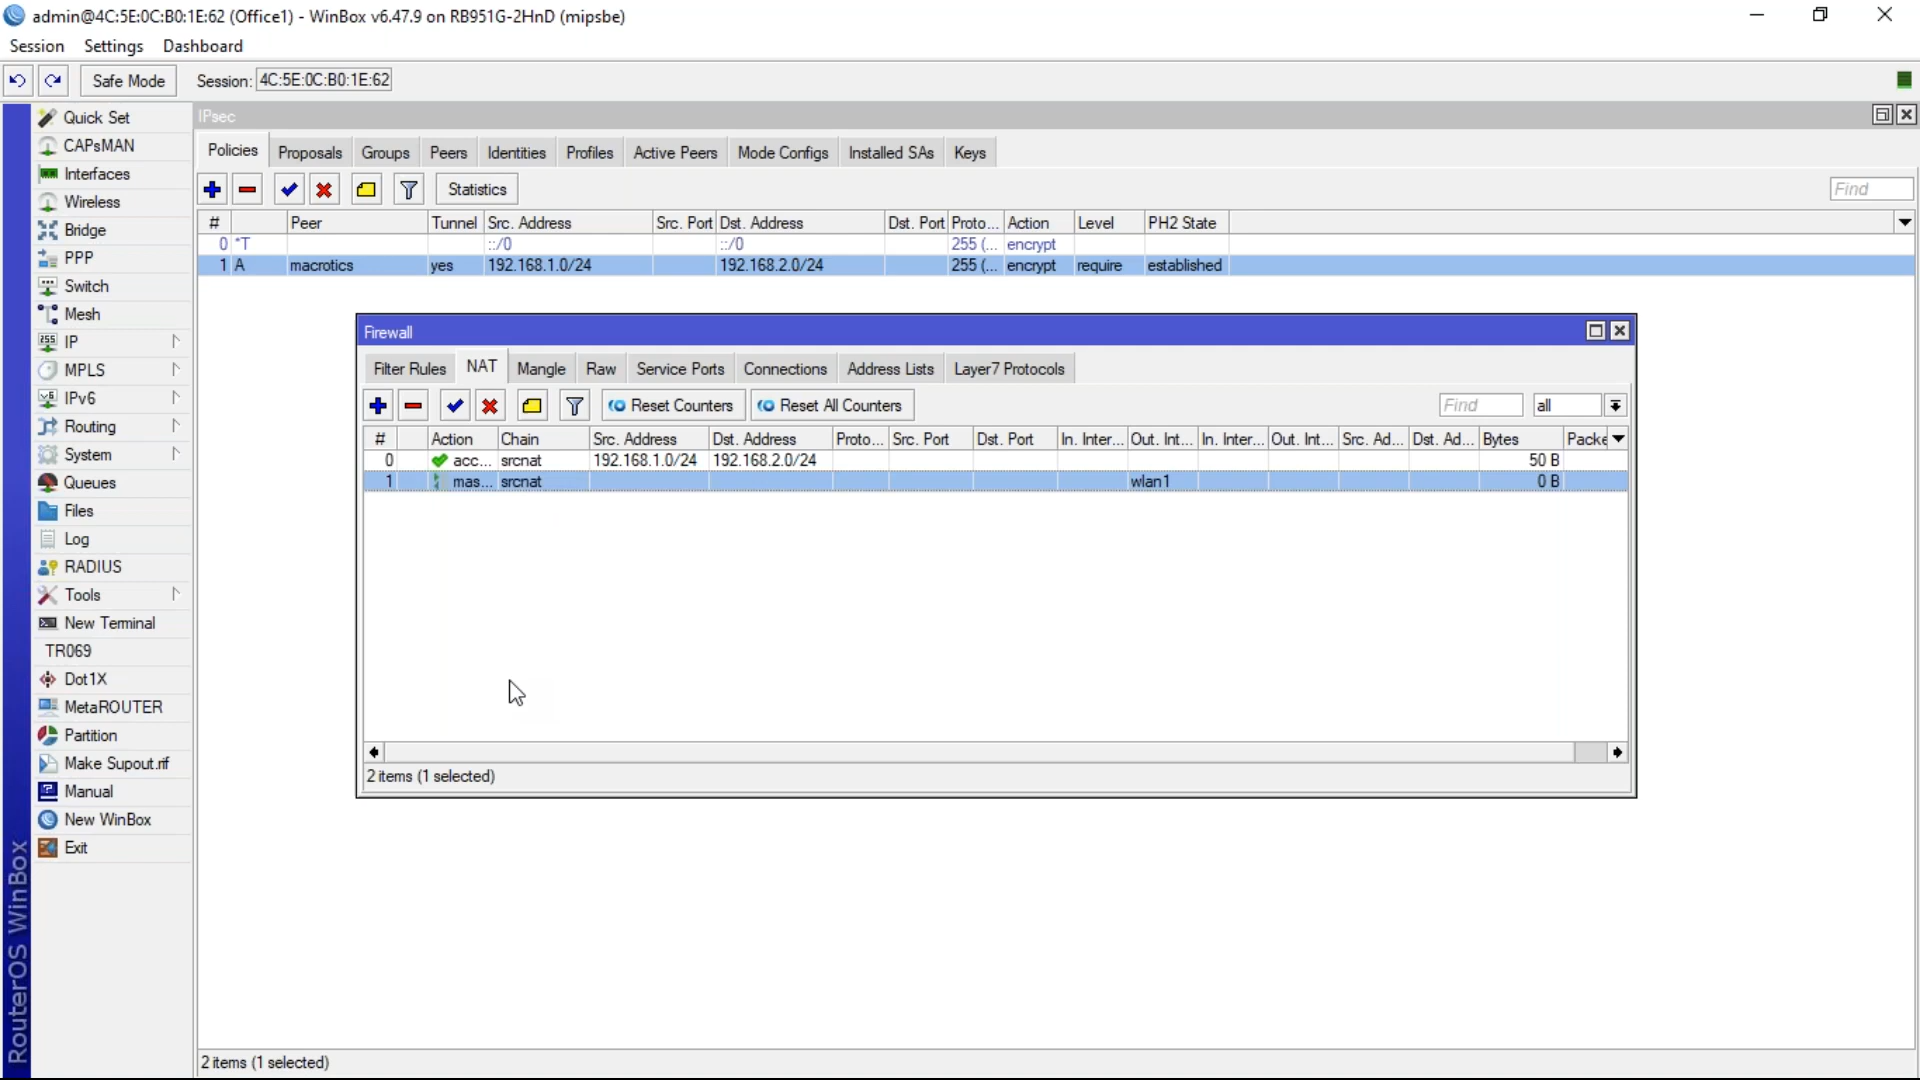 admin@4C:5E:0C:B0:1E:62 (Office1) - WinBox v6.47.9 on RB951G-2HnD (mipsbe)
Session Settings Dashboard
Safe Mode Session: 4C:5E:0C:B0:1E:62
Quick Set
CAPsMAN
Interfaces
Wireless
Bridge
PPP
Switch
Mesh
IP
MPLS
IPv6
Routing
System
Queues
Files
Log
RADIUS
Tools
New Terminal
TR069
Dot1X
MetaROUTER
Partition
Make Supout.rif
Manual
New WinBox
Exit
RouterOS WinBox
IPsec
Policies Proposals Groups Peers Identities Profiles Active Peers Mode Configs Installed SAs Keys
Statistics Find
# Peer Tunnel Src. Address Src. Port Dst. Address Dst. Port Proto... Action Level PH2 State
0 *T ::/0 ::/0 255 (... encrypt
1 A macrotics yes 192.168.1.0/24 192.168.2.0/24 255 (... encrypt require established
Firewall
Filter Rules NAT Mangle Raw Service Ports Connections Address Lists Layer7 Protocols
Reset Counters Reset All Counters Find all
# Action Chain Src. Address Dst. Address Proto... Src. Port Dst. Port In. Inter... Out. Int... In. Inter... Out. Int... Src. Ad... Dst. Ad... Bytes Packe
0 acc... srcnat 192.168.1.0/24 192.168.2.0/24 50 B
1 mas... srcnat wlan1 0 B
2 items (1 selected)
2 items (1 selected)